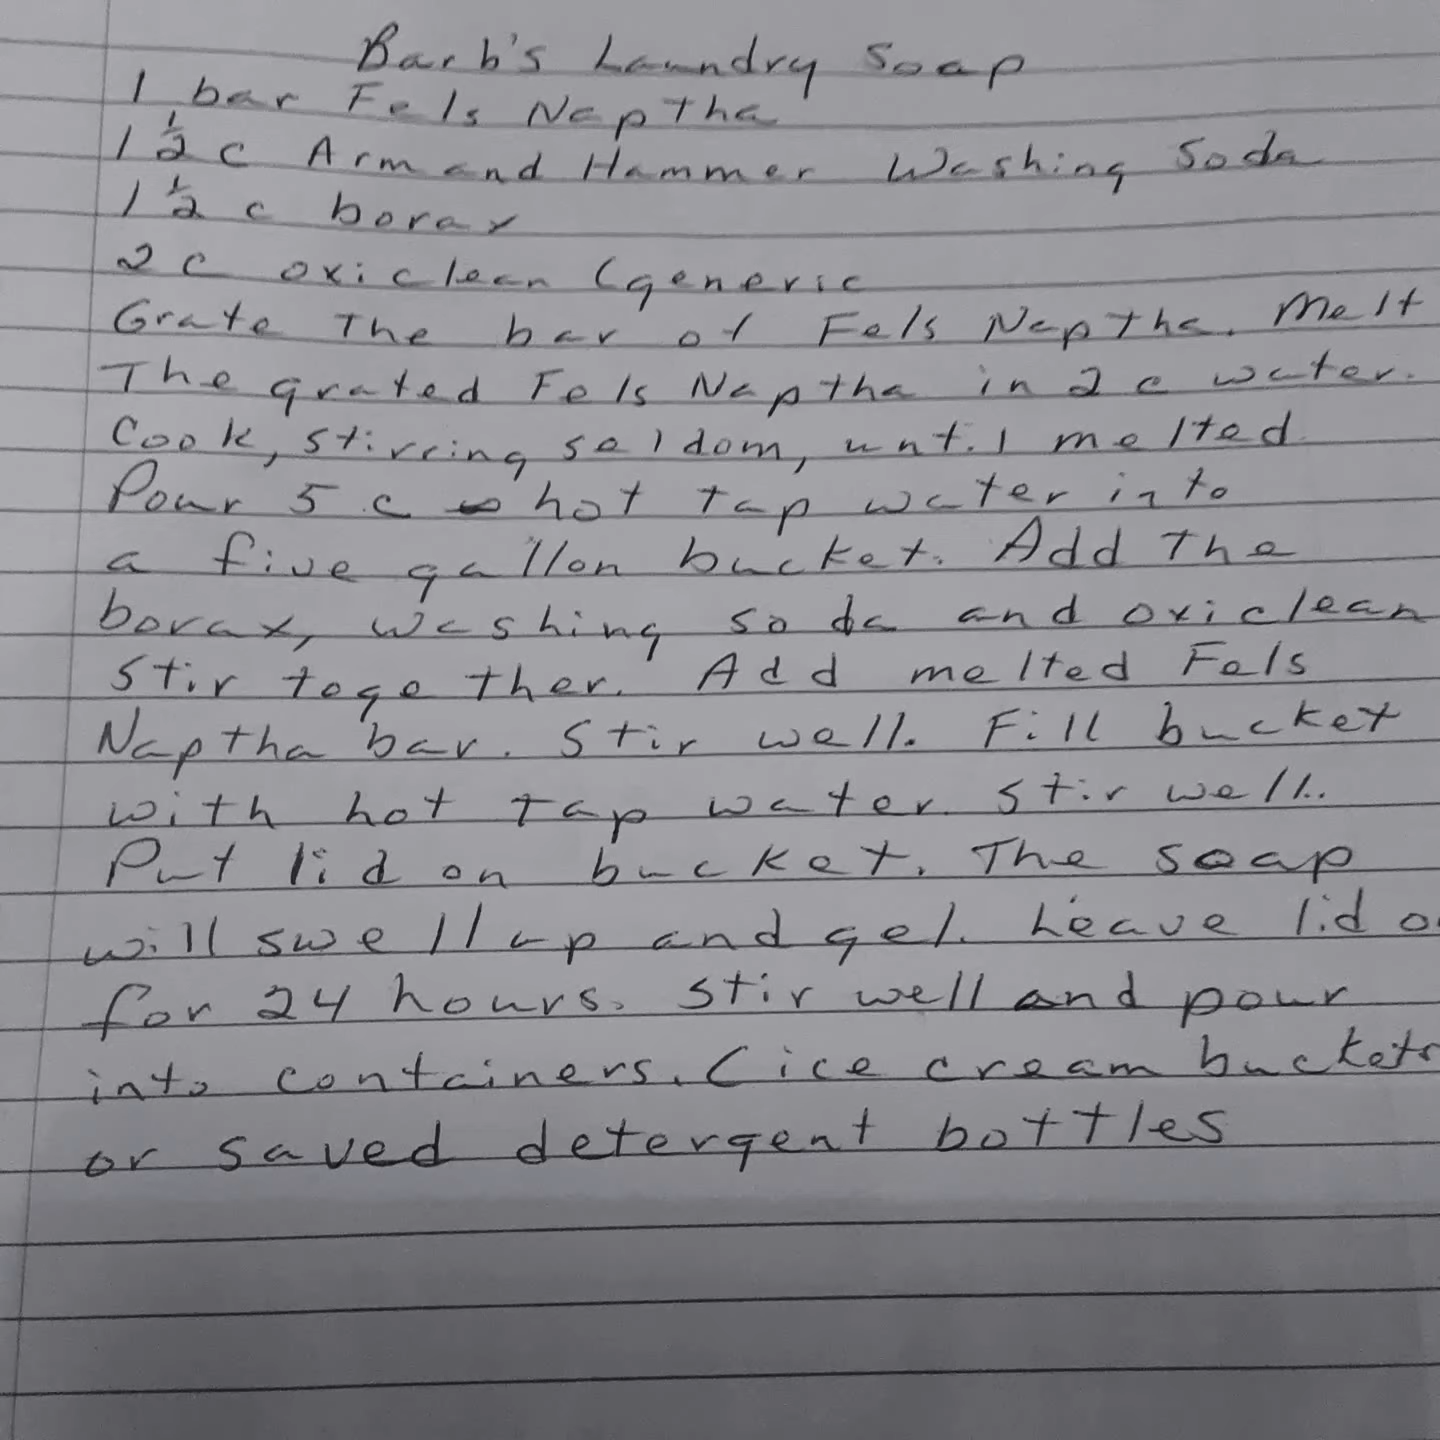 Barb's Laundry Soap
1 bar Fels Naptha
1 1/2 c Arm and Hammer Washing Soda
1 1/2 c borax
2 c oxiclean (generic
Grate The bar of Fels Naptha. Melt
The grated Fels Naptha in 2 c water.
Cook, stirring seldom, until melted
Pour 5 c hot tap water into
a five gallon bucket. Add The
borax, washing soda and oxiclean
Stir together. Add melted Fels
Naptha bar. Stir well. Fill bucket
with hot tap water. Stir well.
Put lid on bucket. The soap
will swell up and gel. Leave lid o
for 24 hours. Stir well and pour
into containers. (ice cream buckets
or saved detergent bottles